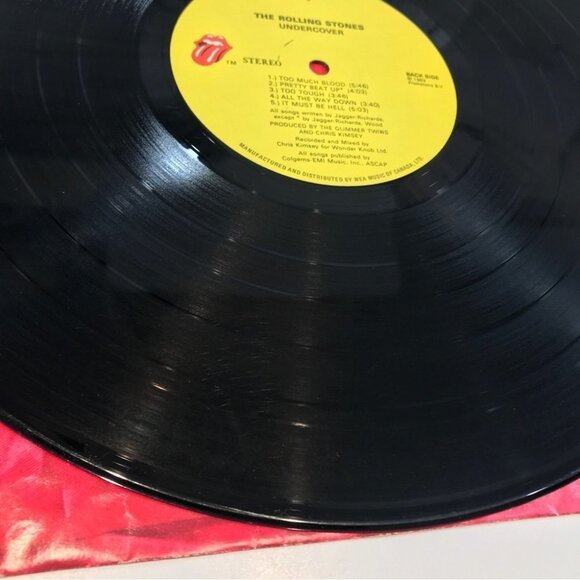 THE ROLLING STONES
UNDERCOVER
TM STEREO
BACK SIDE
℗ 1983
Promotone B.V.
1.) TOO MUCH BLOOD (5:46)
2.) PRETTY BEAT UP* (4:03)
3.) TOO TOUGH (3:46)
4.) ALL THE WAY DOWN (3:40)
5.) IT MUST BE HELL (5:03)
All songs written by Jagger-Richards,
except * by Jagger-Richards, Wood
PRODUCED BY THE GLIMMER TWINS
AND CHRIS KIMSEY
Recorded and Mixed by
Chris Kimsey for Wonder Knob Ltd.
All songs published by
Colgems-EMI Music, Inc., ASCAP
MANUFACTURED AND DISTRIBUTED BY WEA MUSIC OF CANADA, LTD.